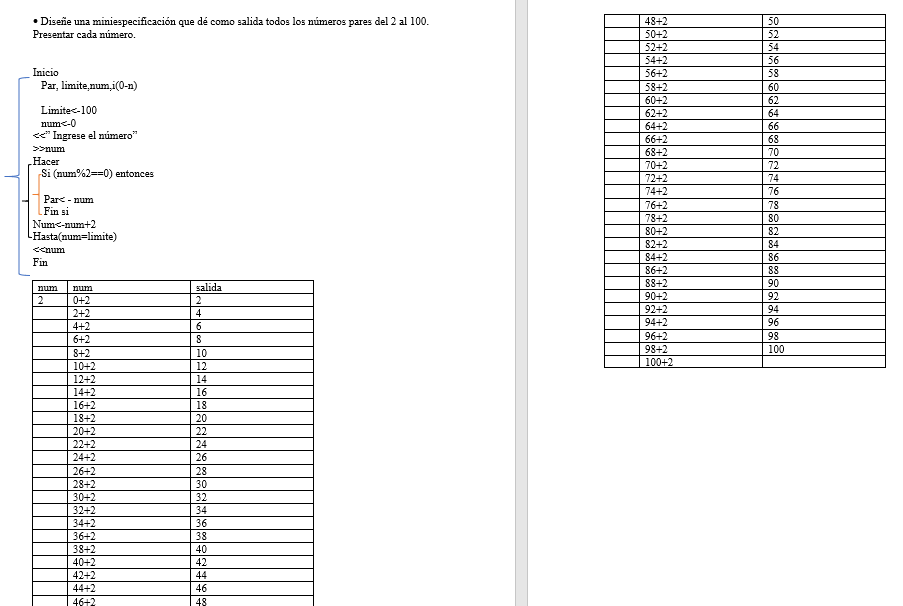 • Diseñe una miniespecificación que dé como salida todos los números pares del 2 al 100.
Presentar cada número.
Inicio
Par, limite,num,i(0-n)
Limite<-100
num<-0
<<” Ingrese el número”
>>num
Hacer
Si (num%2==0) entonces
Par< - num
Fin si
Num<-num+2
Hasta(num=limite)
<<num
Fin
num num salida
2 0+2 2
2+2 4
4+2 6
6+2 8
8+2 10
10+2 12
12+2 14
14+2 16
16+2 18
18+2 20
20+2 22
22+2 24
24+2 26
26+2 28
28+2 30
30+2 32
32+2 34
34+2 36
36+2 38
38+2 40
40+2 42
42+2 44
44+2 46
46+2 48
48+2 50
50+2 52
52+2 54
54+2 56
56+2 58
58+2 60
60+2 62
62+2 64
64+2 66
66+2 68
68+2 70
70+2 72
72+2 74
74+2 76
76+2 78
78+2 80
80+2 82
82+2 84
84+2 86
86+2 88
88+2 90
90+2 92
92+2 94
94+2 96
96+2 98
98+2 100
100+2